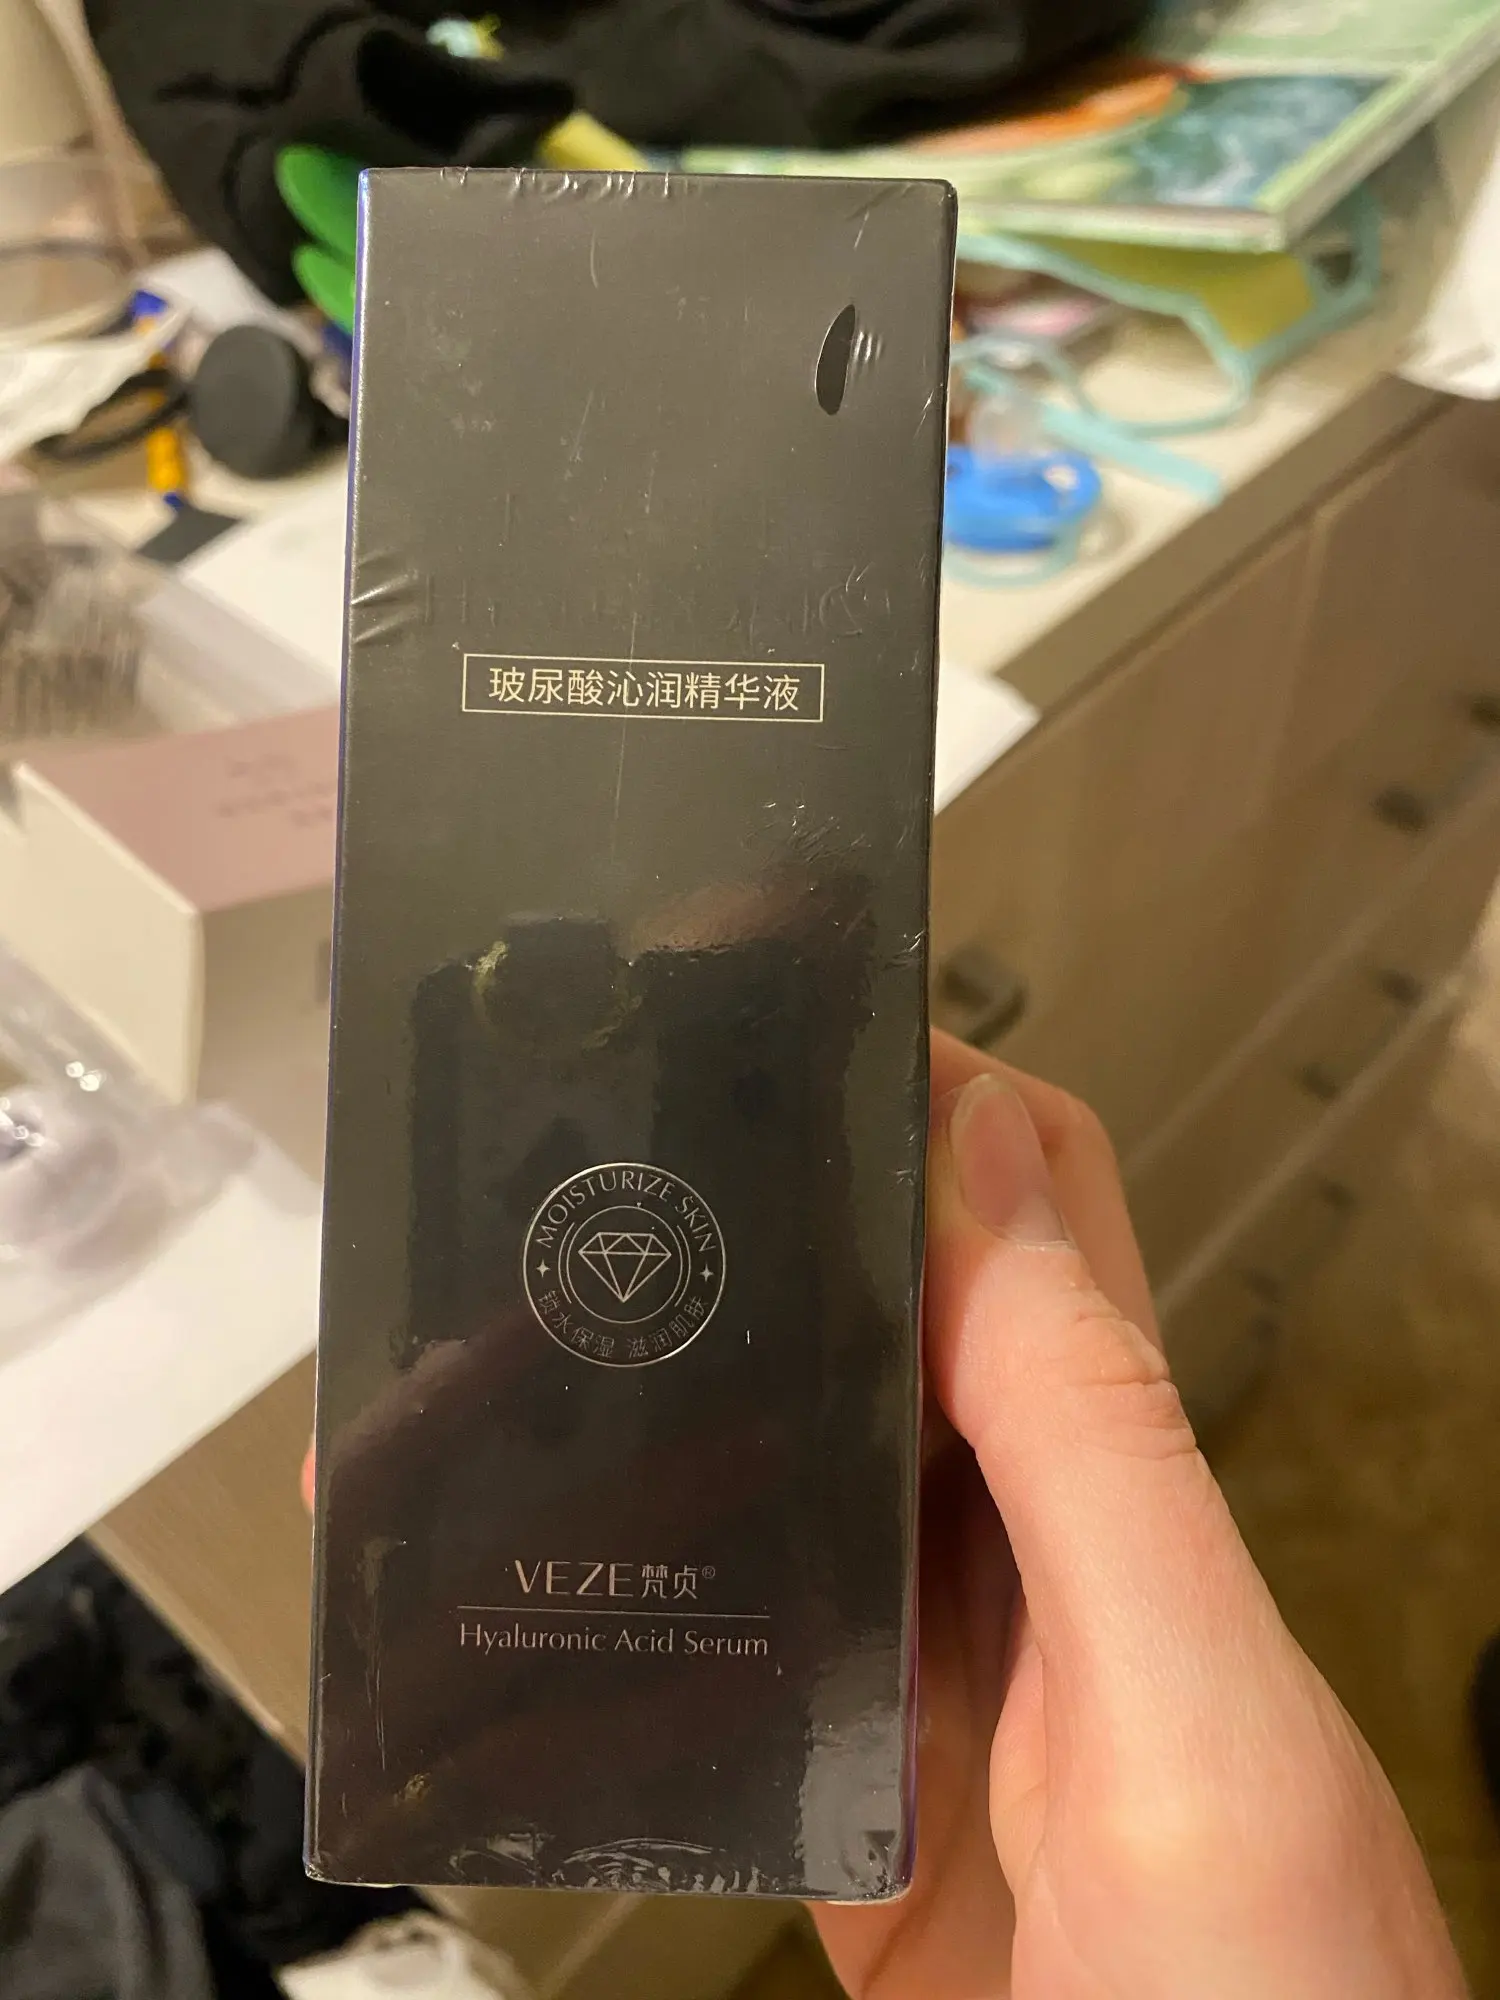 玻尿酸沁润精华液
MOISTURIZE SKIN
锁水保湿 滋润肌肤
VEZE梵贞®
Hyaluronic Acid Serum